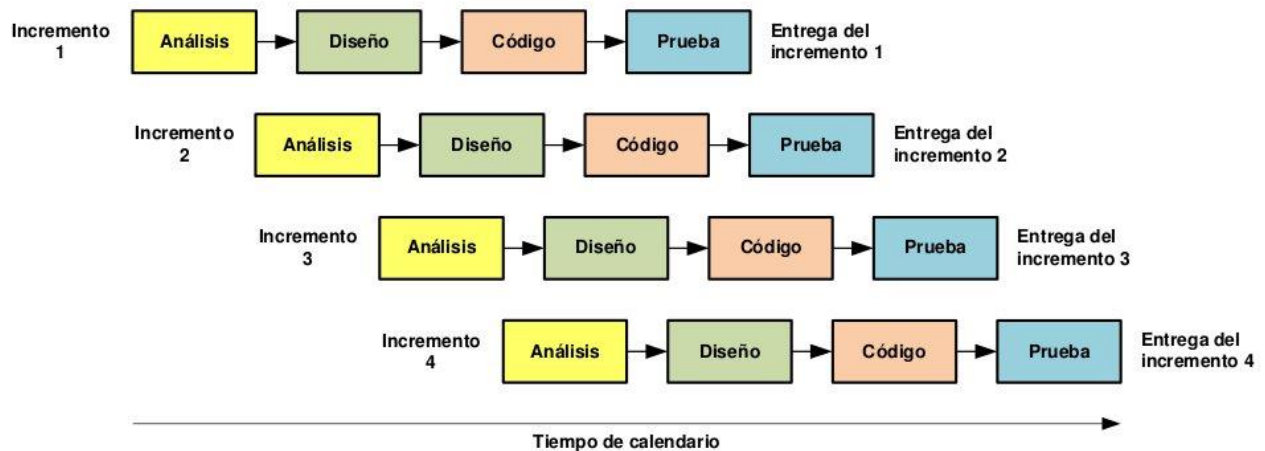 Incremento
1
Análisis
Diseño
Código
Prueba
Entrega del
incremento 1
Incremento
2
Análisis
Diseño
Código
Prueba
Entrega del
incremento 2
Incremento
3
Análisis
Diseño
Código
Prueba
Entrega del
incremento 3
Incremento
4
Análisis
Diseño
Código
Prueba
Entrega del
incremento 4
Tiempo de calendario